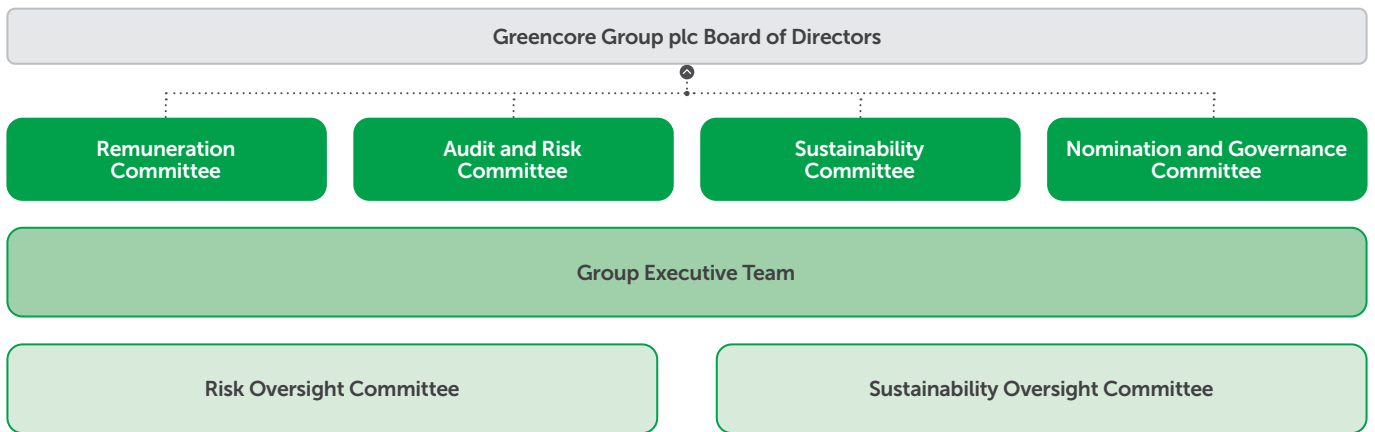 Greencore Group plc Board of Directors
Remuneration
Committee
Audit and Risk
Committee
Sustainability
Committee
Nomination and Governance
Committee
Group Executive Team
Risk Oversight Committee
Sustainability Oversight Committee